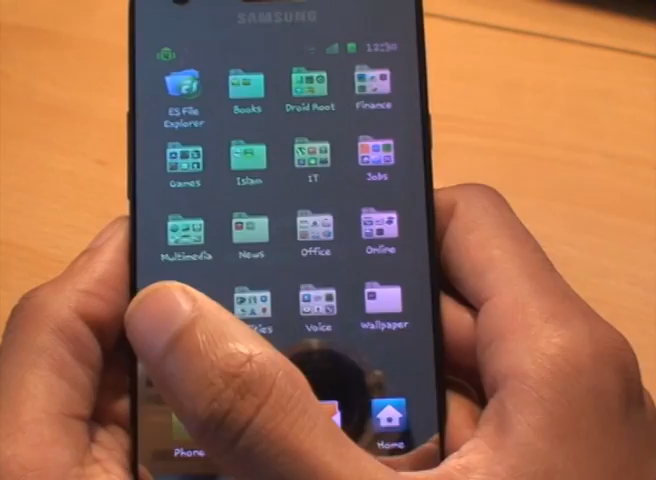 SAMSUNG
12:30
ES File
Explorer
Books
Droid Root
Finance
Games
Islam
IT
Jobs
Multimedia
News
Office
Online
Voice
Wallpaper
Phone
Home